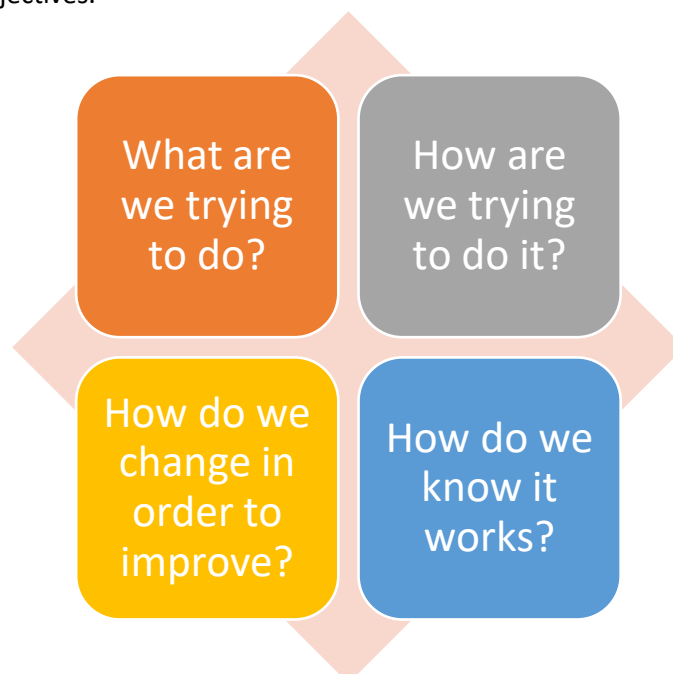 jectives.
What are
we trying
to do?
How are
we trying
to do it?
How do we
change in
order to
improve?
How do we
know it
works?